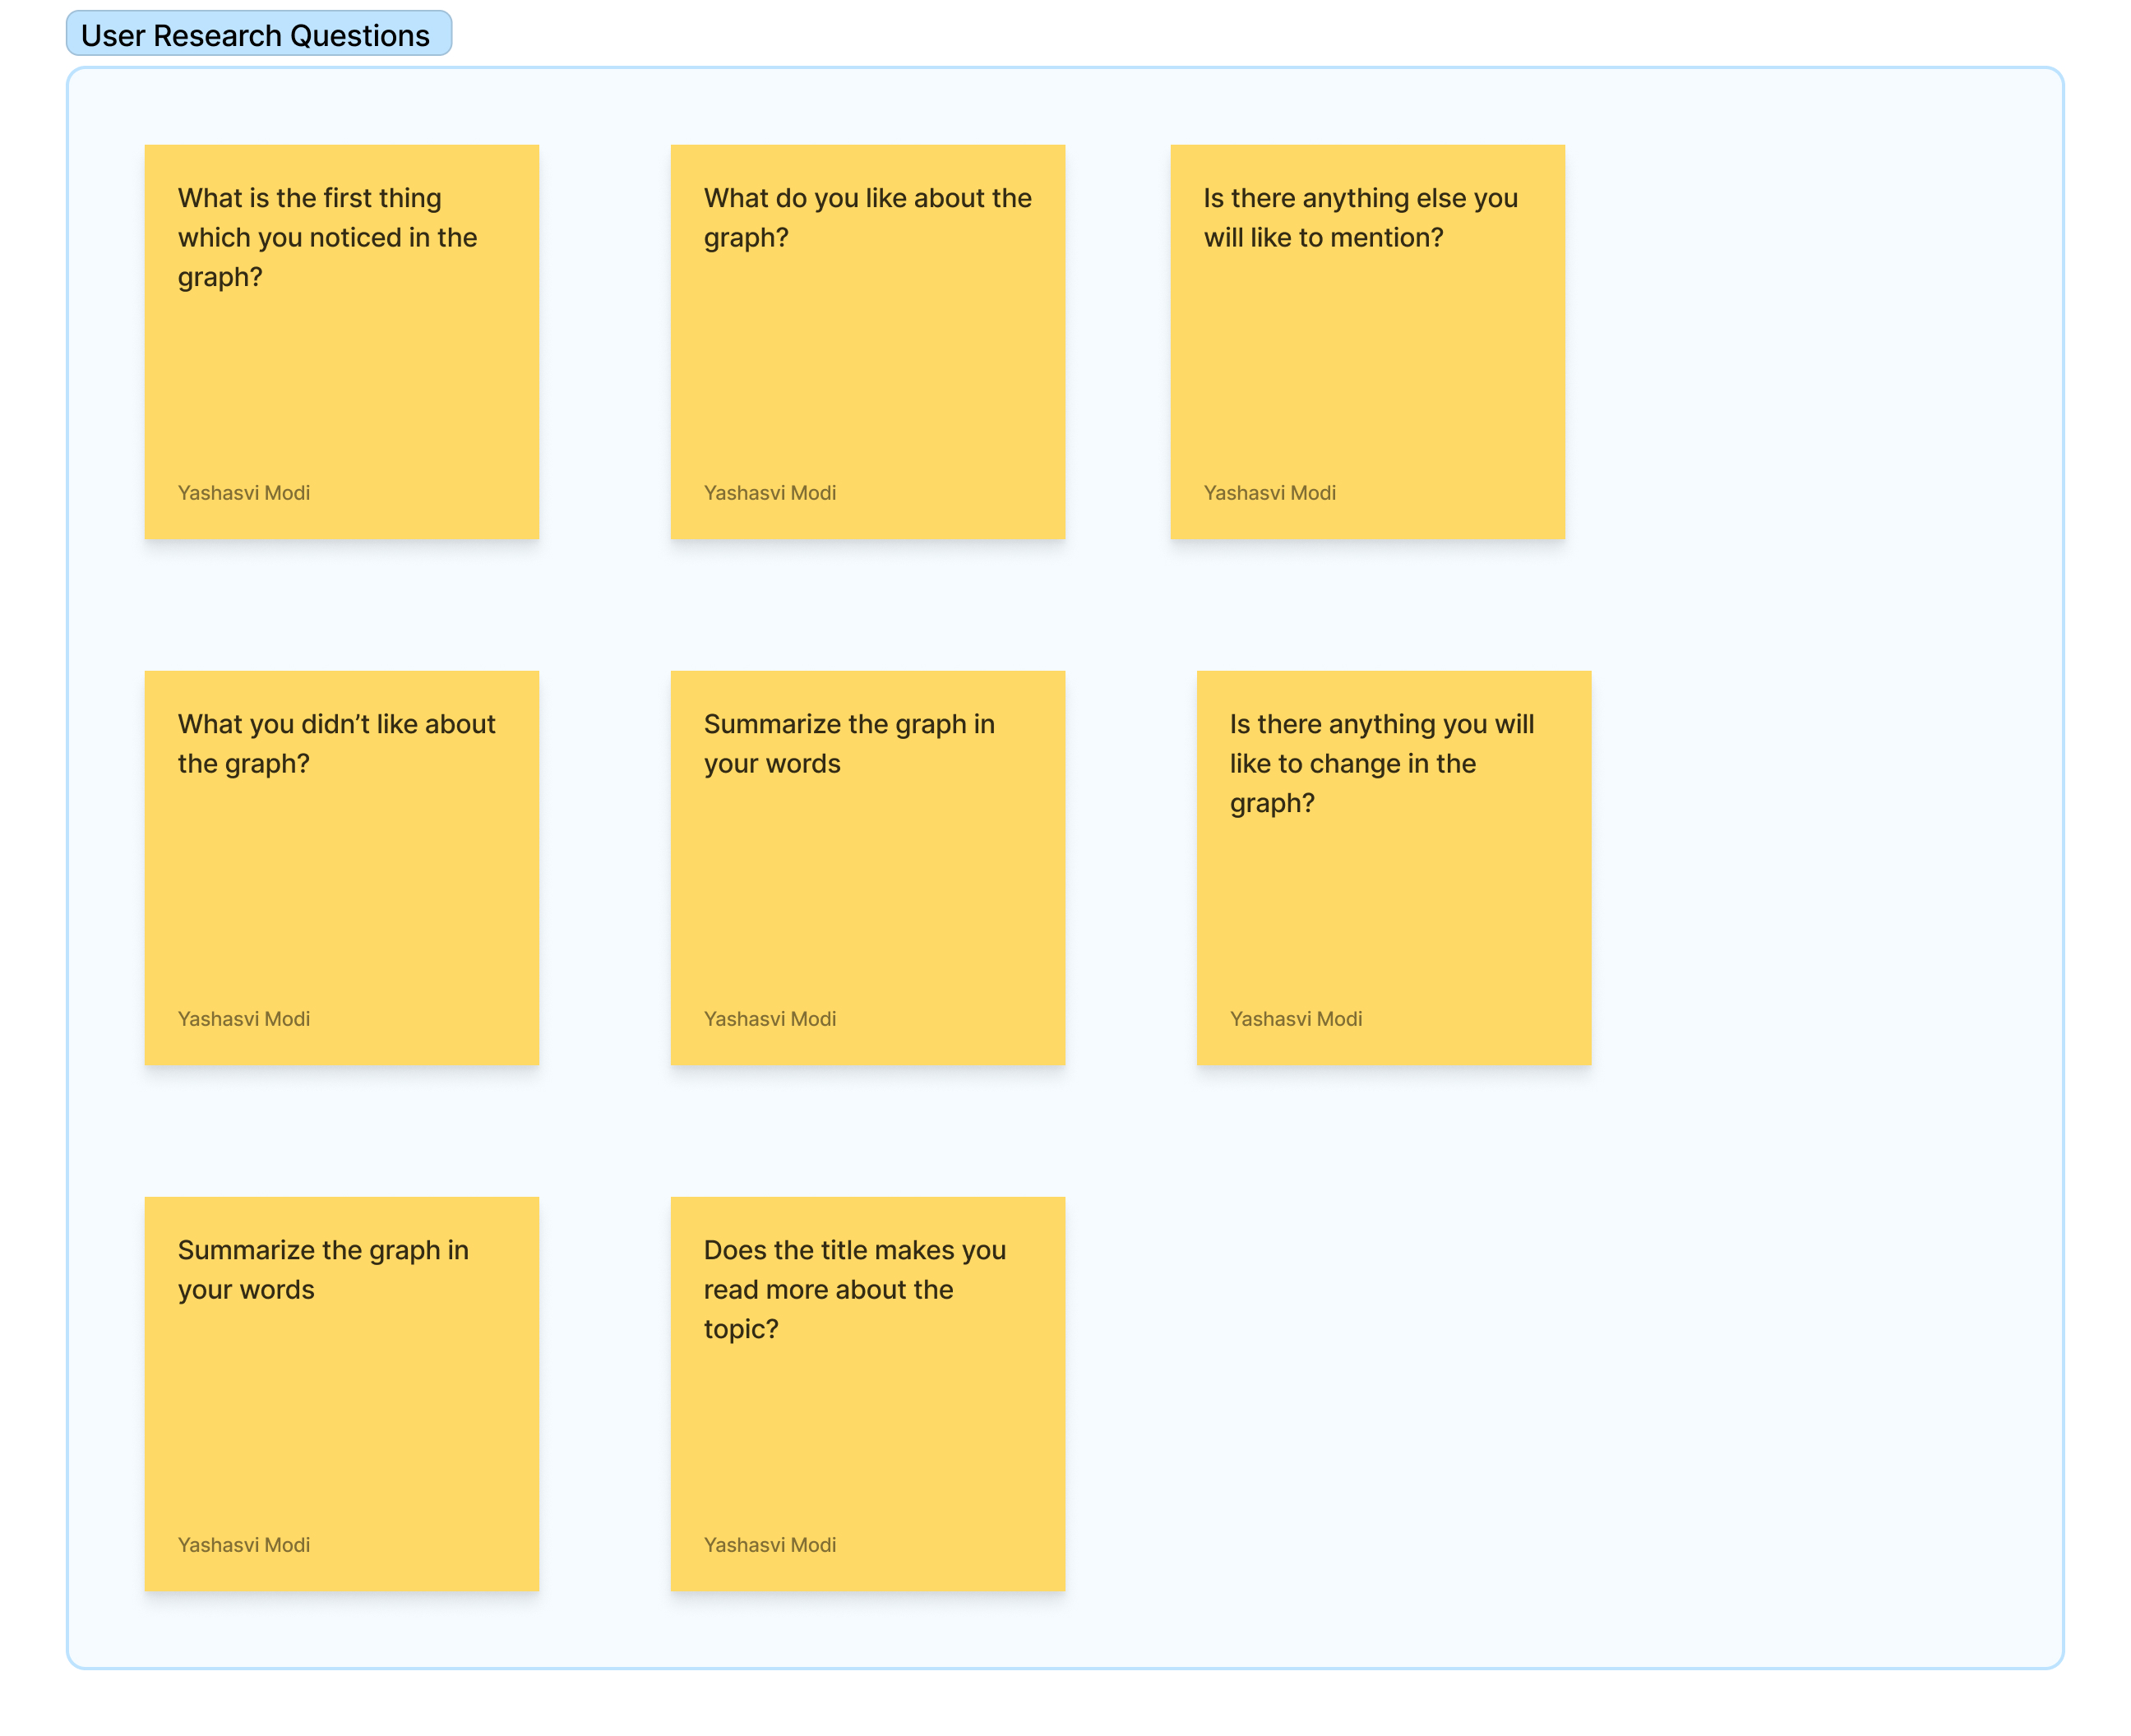 User Research Questions
What is the first thing
which you noticed in the
graph?
Yashasvi Modi
What do you like about the
graph?
Yashasvi Modi
Is there anything else you
will like to mention?
Yashasvi Modi
What you didn’t like about
the graph?
Yashasvi Modi
Summarize the graph in
your words
Yashasvi Modi
Is there anything you will
like to change in the
graph?
Yashasvi Modi
Summarize the graph in
your words
Yashasvi Modi
Does the title makes you
read more about the
topic?
Yashasvi Modi